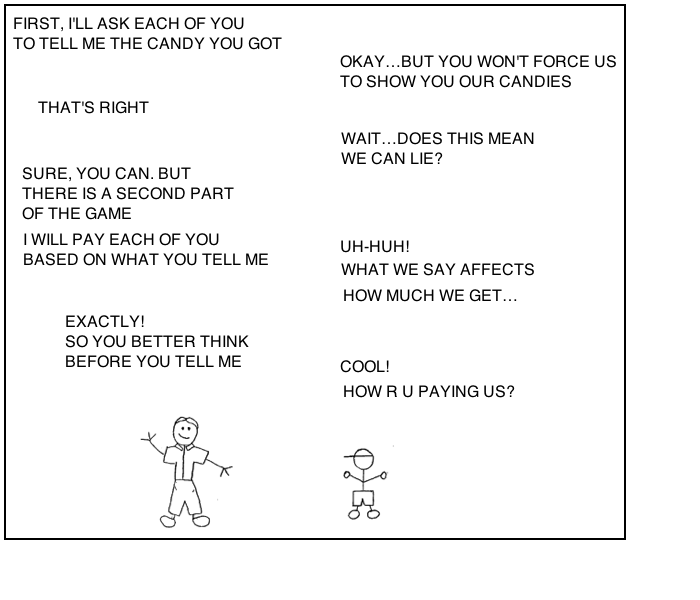 FIRST, I'LL ASK EACH OF YOU
TO TELL ME THE CANDY YOU GOT
OKAY...BUT YOU WON'T FORCE US
TO SHOW YOU OUR CANDIES
THAT'S RIGHT
WAIT...DOES THIS MEAN
WE CAN LIE?
SURE, YOU CAN. BUT
THERE IS A SECOND PART
OF THE GAME
I WILL PAY EACH OF YOU
BASED ON WHAT YOU TELL ME
UH-HUH!
WHAT WE SAY AFFECTS
HOW MUCH WE GET...
EXACTLY!
SO YOU BETTER THINK
BEFORE YOU TELL ME
COOL!
HOW R U PAYING US?